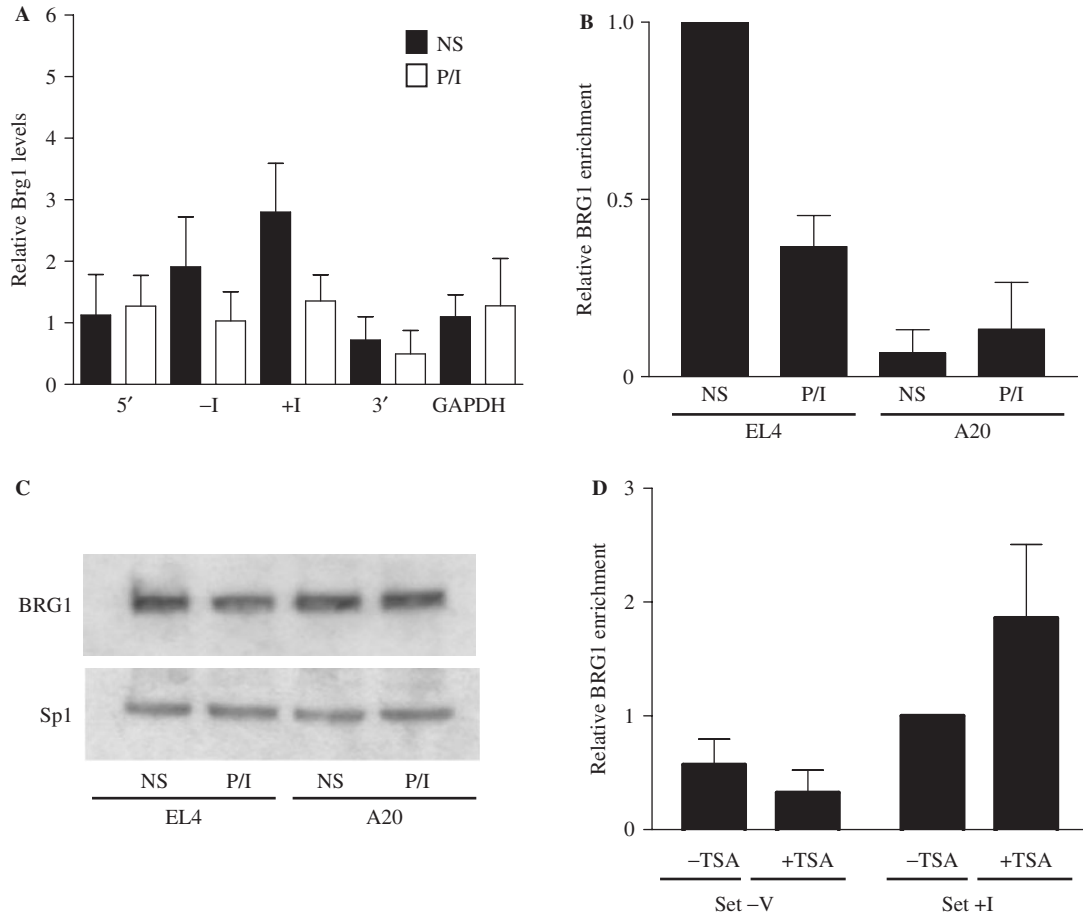 A
Relative Brg1 levels
6
5
4
3
2
1
0
NS
P/I
5′ −I +I 3′ GAPDH
B
Relative BRG1 enrichment
1.0
0.5
0
NS P/I NS P/I
EL4 A20
C
BRG1
Sp1
NS P/I NS P/I
EL4 A20
D
Relative BRG1 enrichment
3
2
1
0
−TSA +TSA −TSA +TSA
Set −V Set +I